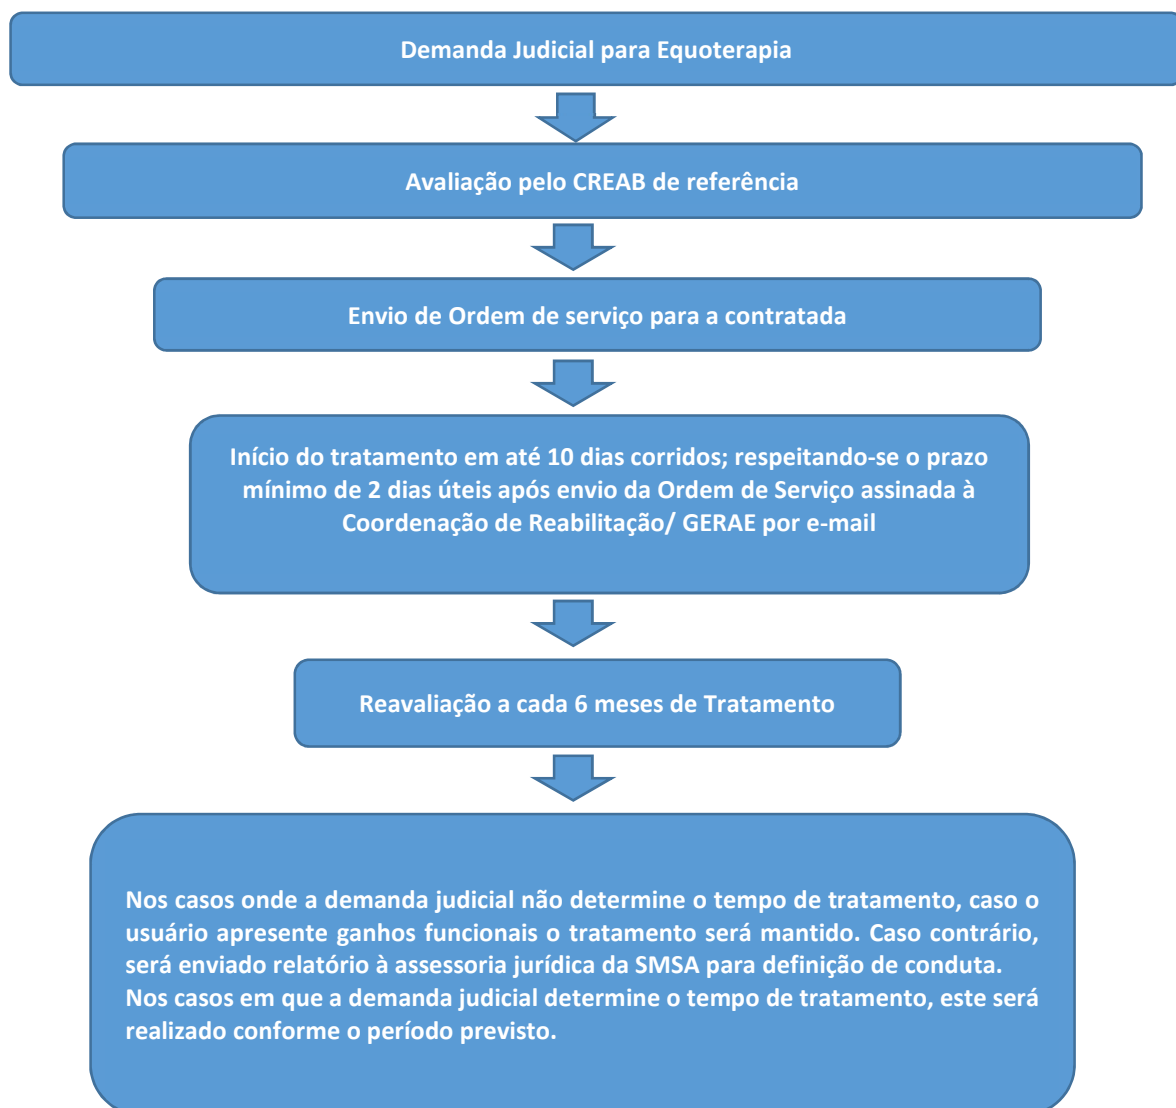 Demanda Judicial para Equoterapia
Avaliação pelo CREAB de referência
Envio de Ordem de serviço para a contratada
Início do tratamento em até 10 dias corridos; respeitando-se o prazo
mínimo de 2 dias úteis após envio da Ordem de Serviço assinada à
Coordenação de Reabilitação/ GERAE por e-mail
Reavaliação a cada 6 meses de Tratamento
Nos casos onde a demanda judicial não determine o tempo de tratamento, caso o
usuário apresente ganhos funcionais o tratamento será mantido. Caso contrário,
será enviado relatório à assessoria jurídica da SMSA para definição de conduta.
Nos casos em que a demanda judicial determine o tempo de tratamento, este será
realizado conforme o período previsto.